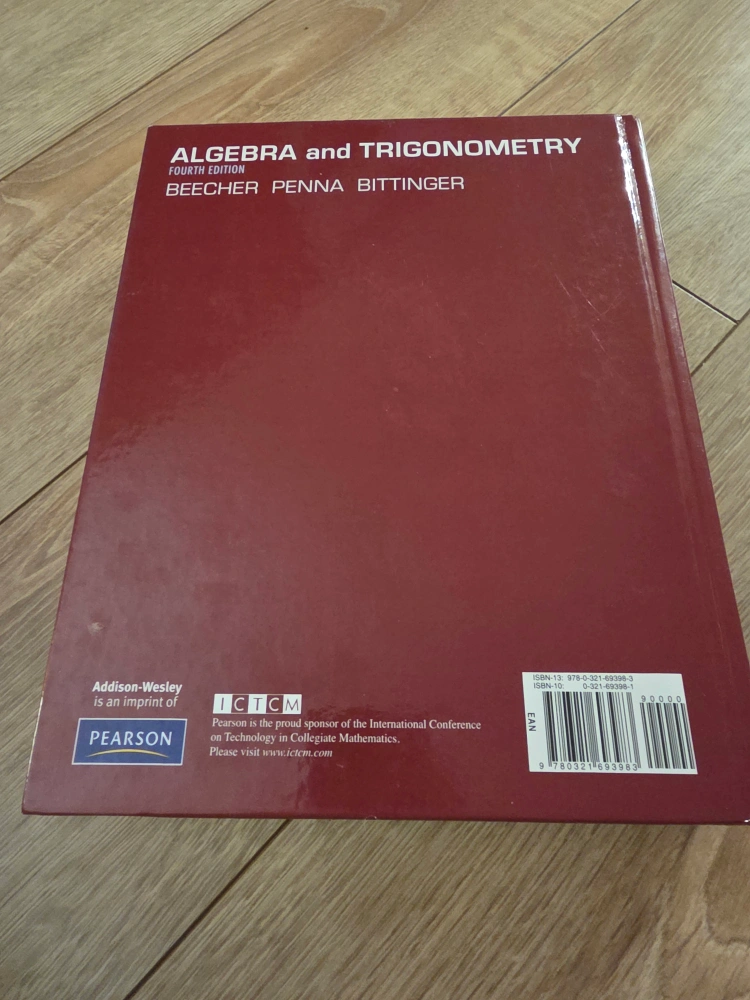 ALGEBRA and TRIGONOMETRY
FOURTH EDITION
BEECHER PENNA BITTINGER
Addison-Wesley
is an imprint of
PEARSON
ICTCM
Pearson is the proud sponsor of the International Conference
on Technology in Collegiate Mathematics.
Please visit www.ictcm.com
ISBN-13: 978-0-321-69398-3
ISBN-10: 0-321-69398-1
90000
EAN
9 780321 693983